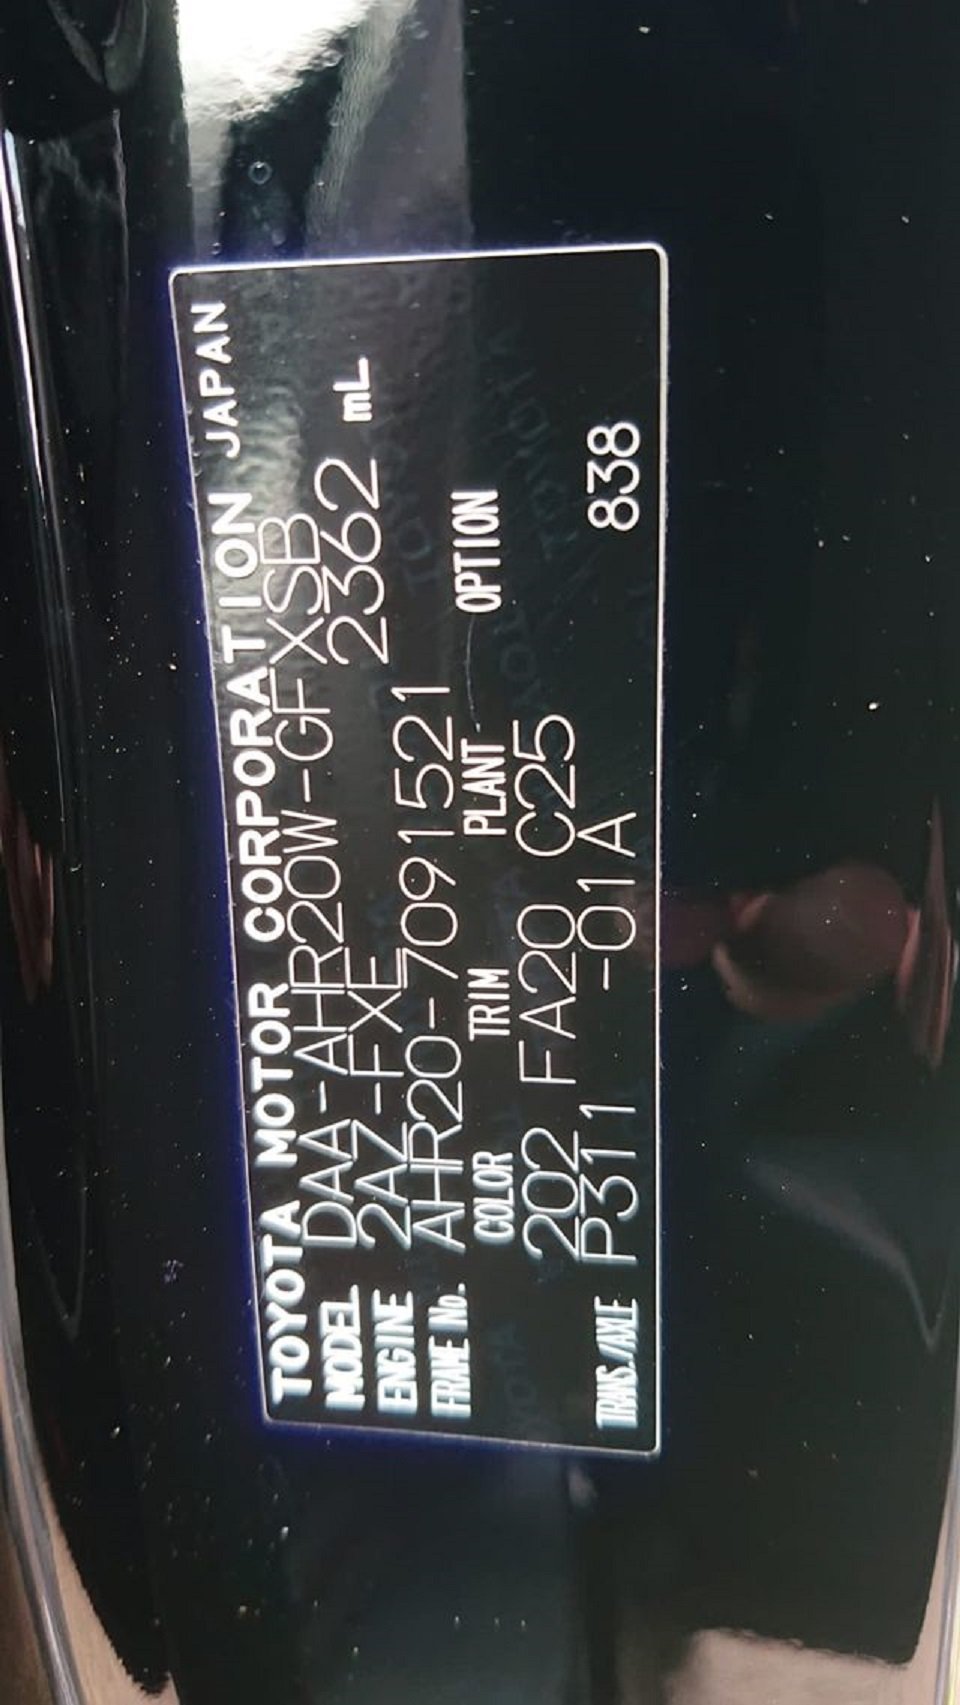 TOYOTA MOTOR CORPORATION JAPAN
MODEL DAA-AHR20W-GFXSB
ENGINE 2AZ-FXE 2362 mL
FRAME No. AHR20-7091521
COLOR TRIM PLANT OPTION
202 FA20 C25
TRANS./AXLE P311 -01A 838